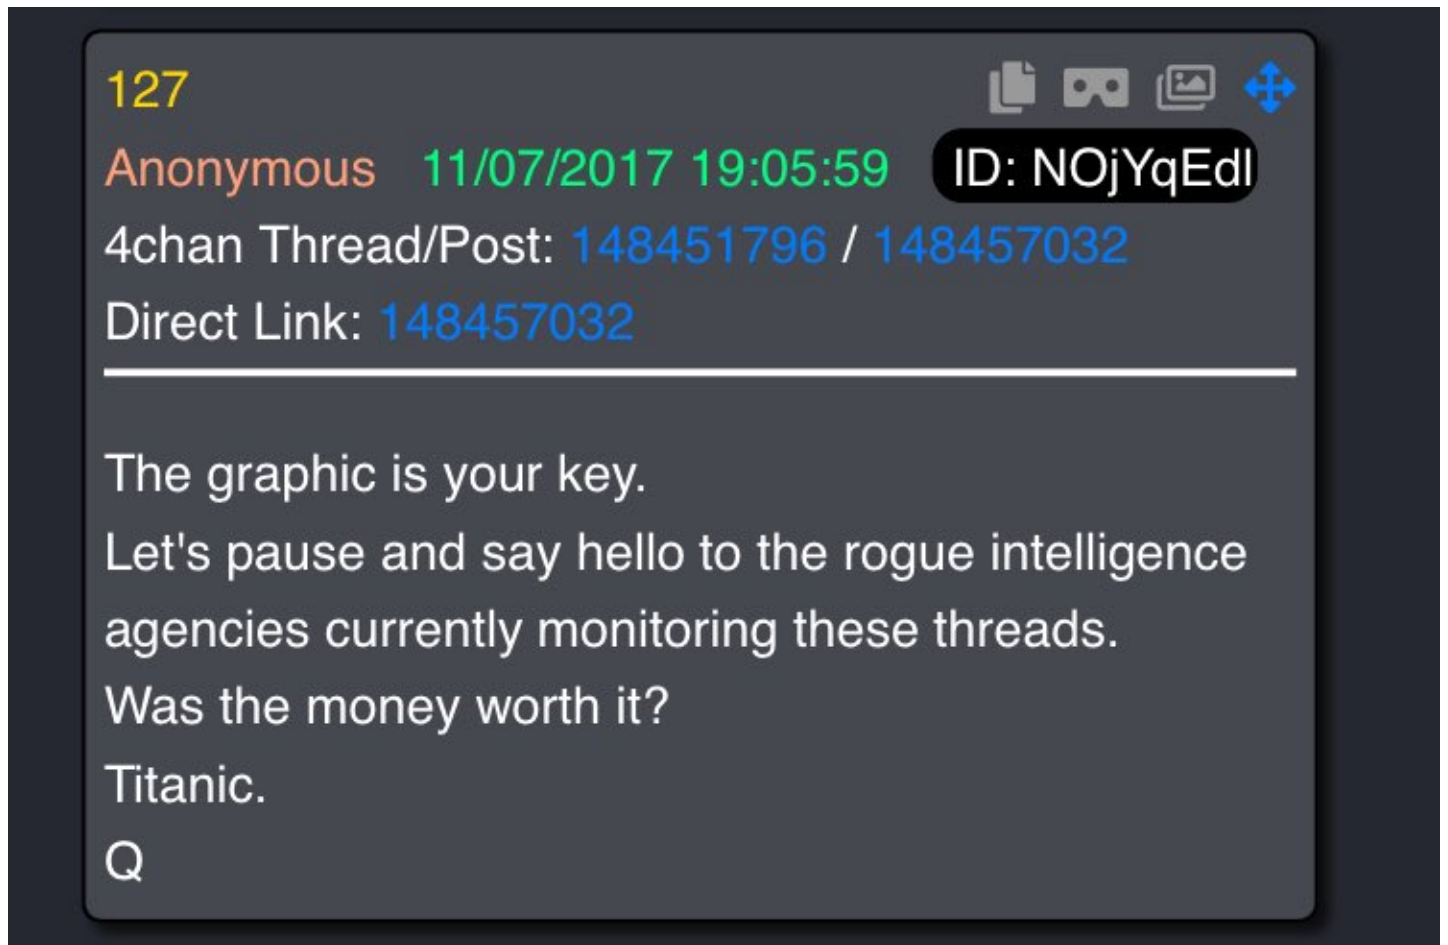 127
Anonymous 11/07/2017 19:05:59 ID: NOjYqEdl
4chan Thread/Post: 148451796 / 148457032
Direct Link: 148457032
The graphic is your key.
Let's pause and say hello to the rogue intelligence
agencies currently monitoring these threads.
Was the money worth it?
Titanic.
Q